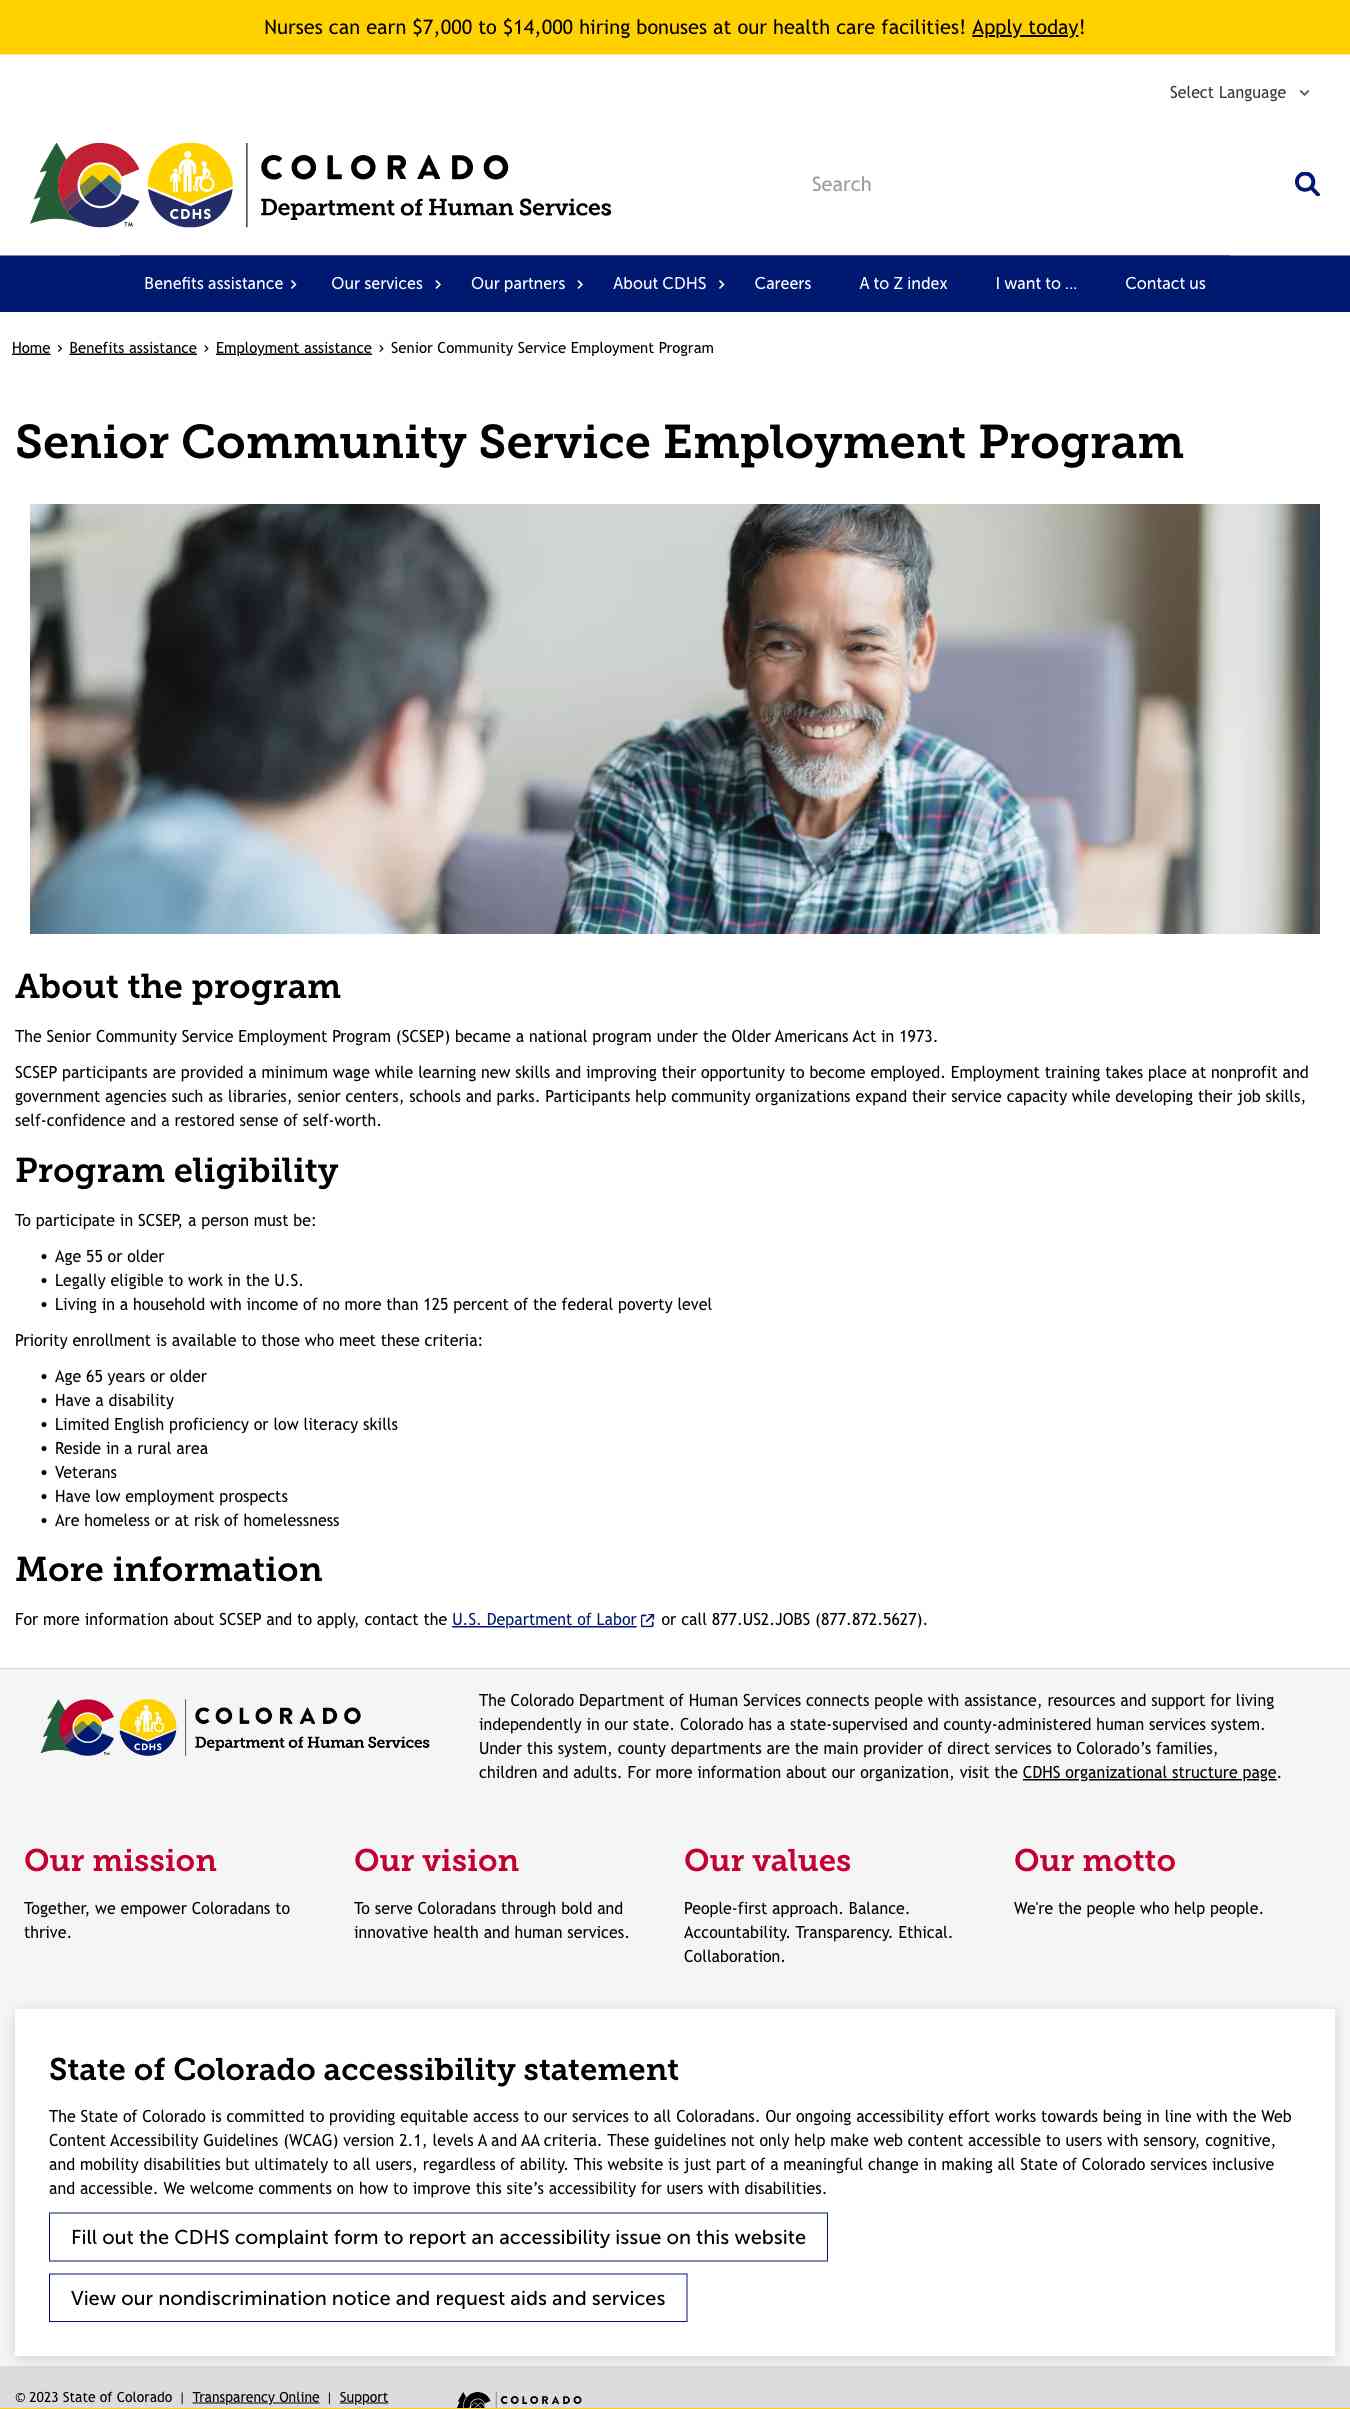 Nurses can earn $7,000 to $14,000 hiring bonuses at our health care facilities! Apply today!
Select Language
CDHS
TM
COLORADO
Department of Human Services
Search
Benefits assistance
Our services
Our partners
About CDHS
Careers
A to Z index
I want to ...
Contact us
Home › Benefits assistance › Employment assistance › Senior Community Service Employment Program
Senior Community Service Employment Program
About the program
The Senior Community Service Employment Program (SCSEP) became a national program under the Older Americans Act in 1973.
SCSEP participants are provided a minimum wage while learning new skills and improving their opportunity to become employed. Employment training takes place at nonprofit and
government agencies such as libraries, senior centers, schools and parks. Participants help community organizations expand their service capacity while developing their job skills,
self-confidence and a restored sense of self-worth.
Program eligibility
To participate in SCSEP, a person must be:
• Age 55 or older
• Legally eligible to work in the U.S.
• Living in a household with income of no more than 125 percent of the federal poverty level
Priority enrollment is available to those who meet these criteria:
• Age 65 years or older
• Have a disability
• Limited English proficiency or low literacy skills
• Reside in a rural area
• Veterans
• Have low employment prospects
• Are homeless or at risk of homelessness
More information
For more information about SCSEP and to apply, contact the U.S. Department of Labor or call 877.US2.JOBS (877.872.5627).
CDHS
TM
COLORADO
Department of Human Services
The Colorado Department of Human Services connects people with assistance, resources and support for living
independently in our state. Colorado has a state-supervised and county-administered human services system.
Under this system, county departments are the main provider of direct services to Colorado’s families,
children and adults. For more information about our organization, visit the CDHS organizational structure page.
Our mission
Together, we empower Coloradans to
thrive.
Our vision
To serve Coloradans through bold and
innovative health and human services.
Our values
People-first approach. Balance.
Accountability. Transparency. Ethical.
Collaboration.
Our motto
We're the people who help people.
State of Colorado accessibility statement
The State of Colorado is committed to providing equitable access to our services to all Coloradans. Our ongoing accessibility effort works towards being in line with the Web
Content Accessibility Guidelines (WCAG) version 2.1, levels A and AA criteria. These guidelines not only help make web content accessible to users with sensory, cognitive,
and mobility disabilities but ultimately to all users, regardless of ability. This website is just part of a meaningful change in making all State of Colorado services inclusive
and accessible. We welcome comments on how to improve this site’s accessibility for users with disabilities.
Fill out the CDHS complaint form to report an accessibility issue on this website
View our nondiscrimination notice and request aids and services
© 2023 State of Colorado | Transparency Online | Support
COLORADO